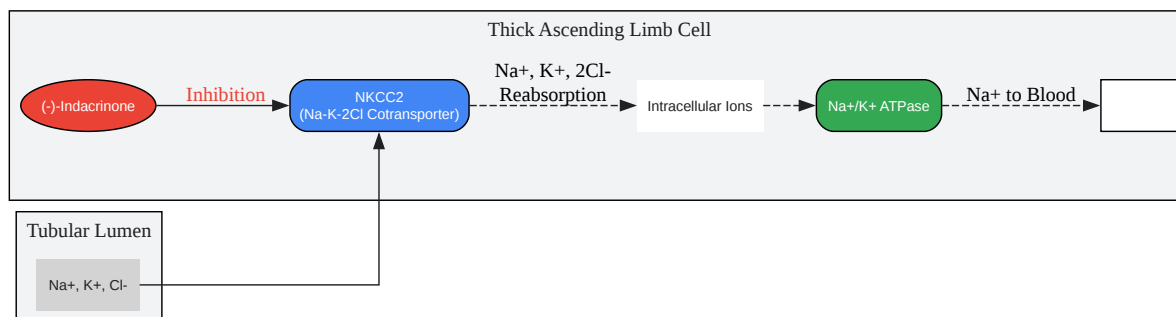 Thick Ascending Limb Cell
(-)-Indacrinone
Inhibition
NKCC2
(Na-K-2Cl Cotransporter)
Na+, K+, 2Cl-
Reabsorption
Intracellular Ions
Na+/K+ ATPase
Na+ to Blood
Tubular Lumen
Na+, K+, Cl-